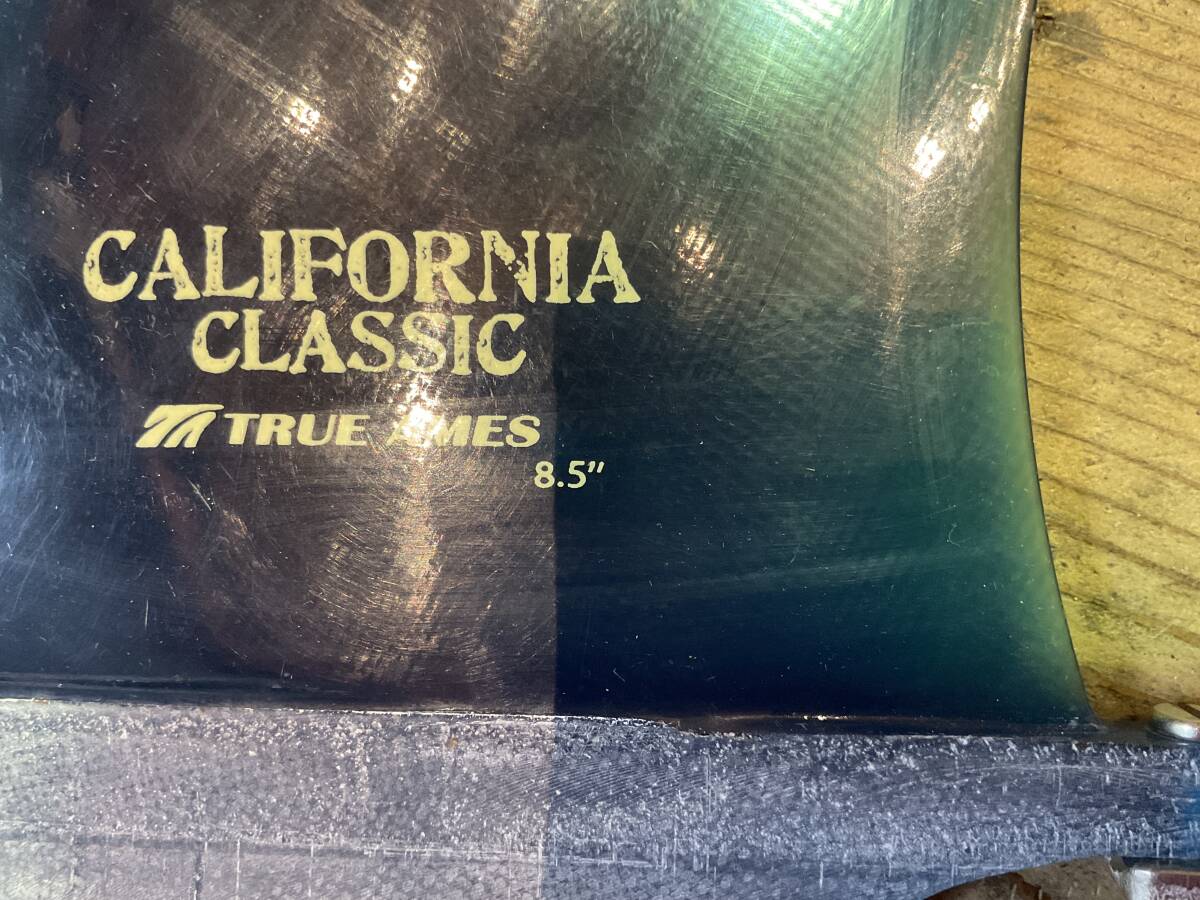 CALIFORNIA
CLASSIC
TRUE AMES
8.5"